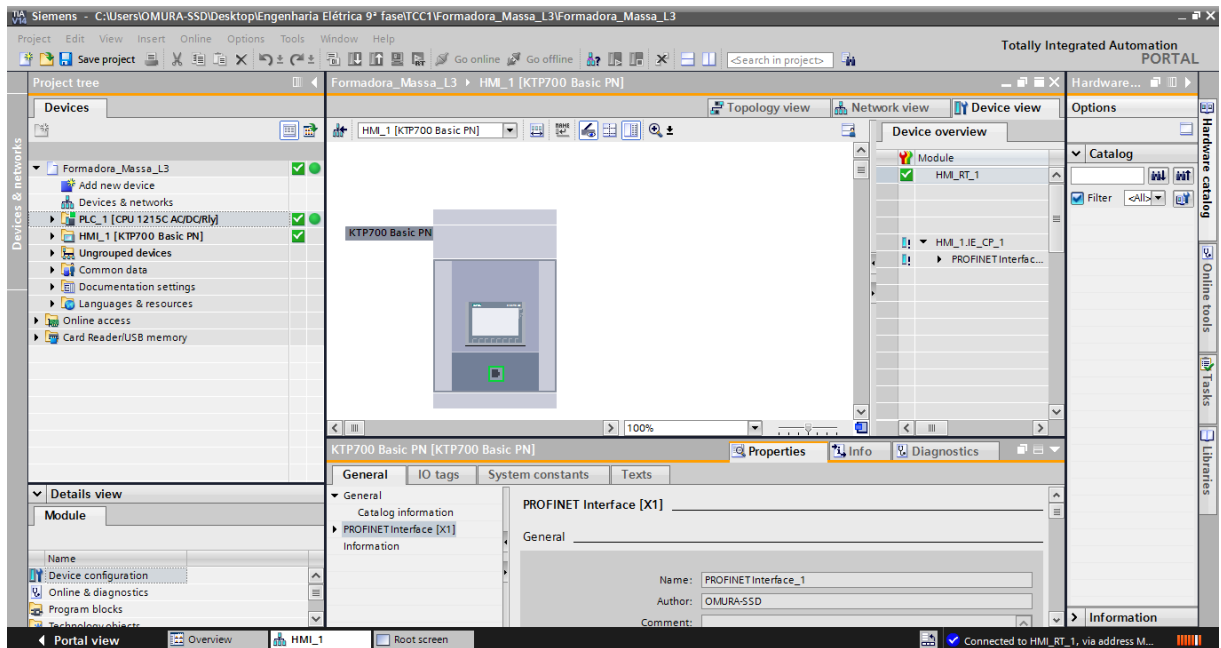 TIA V14 Siemens - C:\Users\OMURA-SSD\Desktop\Engenharia Elétrica 9ª fase\TCC1\Formadora_Massa_L3\Formadora_Massa_L3
Project Edit View Insert Online Options Tools Window Help
Totally Integrated Automation
PORTAL
Save project Go online Go offline <Search in project>
Project tree
Formadora_Massa_L3 HMI_1 [KTP700 Basic PN]
Hardware...
Devices
Topology view Network view Device view
Options
HMI_1 [KTP700 Basic PN]
Device overview
Module
HMI_RT_1
HMI_1.IE_CP_1
PROFINET Interfac...
Catalog
Filter <All>
Devices & networks
Formadora_Massa_L3
Add new device
Devices & networks
PLC_1 [CPU 1215C AC/DC/Rly]
HMI_1 [KTP700 Basic PN]
Ungrouped devices
Common data
Documentation settings
Languages & resources
Online access
Card Reader/USB memory
KTP700 Basic PN
100%
Hardware catalog
Online tools
Tasks
Libraries
KTP700 Basic PN [KTP700 Basic PN]
Properties Info Diagnostics
General IO tags System constants Texts
General
Catalog information
PROFINET Interface [X1]
Information
PROFINET Interface [X1]
General
Name: PROFINET Interface_1
Author: OMURA-SSD
Comment:
Details view
Module
Name
Device configuration
Online & diagnostics
Program blocks
Technology objects
Information
Portal view Overview HMI_1 Root screen Connected to HMI_RT_1, via address M...